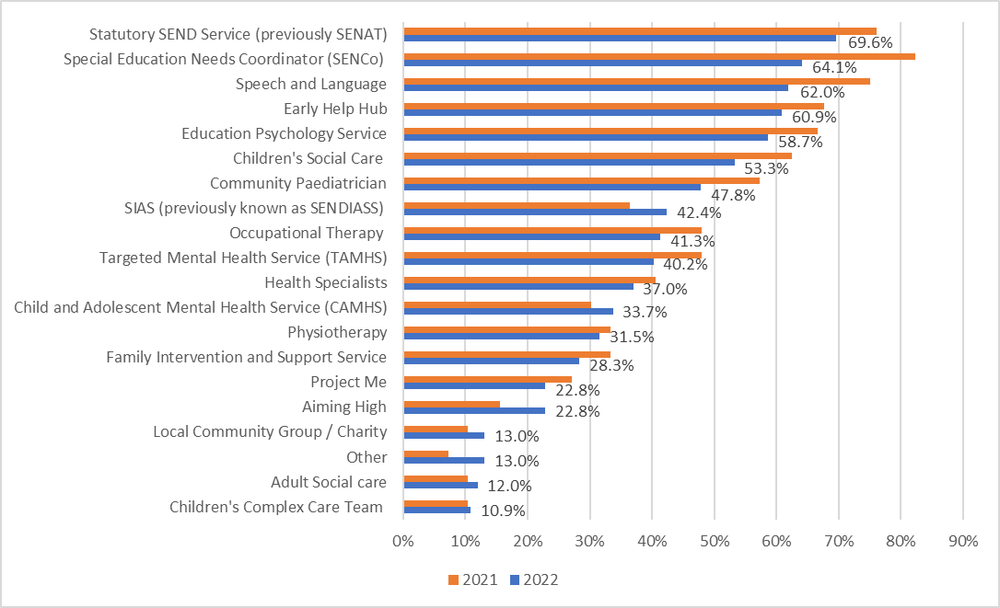 Statutory SEND Service (previously SENAT)
69.6%
Special Education Needs Coordinator (SENCo)
64.1%
Speech and Language
62.0%
Early Help Hub
60.9%
Education Psychology Service
58.7%
Children's Social Care
53.3%
Community Paediatrician
47.8%
SIAS (previously known as SENDIASS)
42.4%
Occupational Therapy
41.3%
Targeted Mental Health Service (TAMHS)
40.2%
Health Specialists
37.0%
Child and Adolescent Mental Health Service (CAMHS)
33.7%
Physiotherapy
31.5%
Family Intervention and Support Service
28.3%
Project Me
22.8%
Aiming High
22.8%
Local Community Group / Charity
13.0%
Other
13.0%
Adult Social care
12.0%
Children's Complex Care Team
10.9%
0% 10% 20% 30% 40% 50% 60% 70% 80% 90%
2021 2022